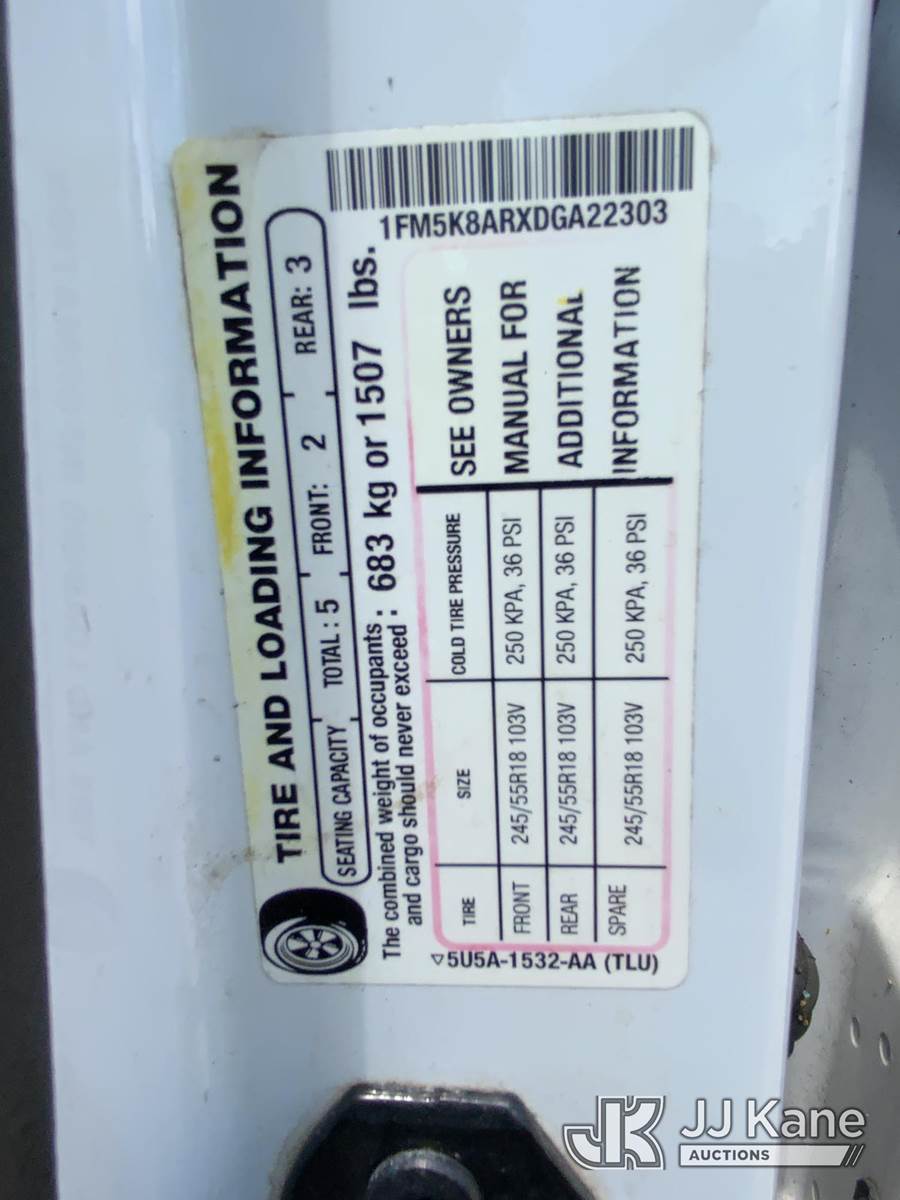 TIRE AND LOADING INFORMATION
SEATING CAPACITY TOTAL : 5 FRONT: 2 REAR: 3
The combined weight of occupants :
and cargo should never exceed : 683 kg or 1507 lbs.
1FM5K8ARXDGA22303
TIRE SIZE COLD TIRE PRESSURE
FRONT 245/55R18 103V 250 KPA, 36 PSI
REAR 245/55R18 103V 250 KPA, 36 PSI
SPARE 245/55R18 103V 250 KPA, 36 PSI
SEE OWNERS
MANUAL FOR
ADDITIONAL
INFORMATION
5U5A-1532-AA (TLU)
JK JJ Kane
AUCTIONS